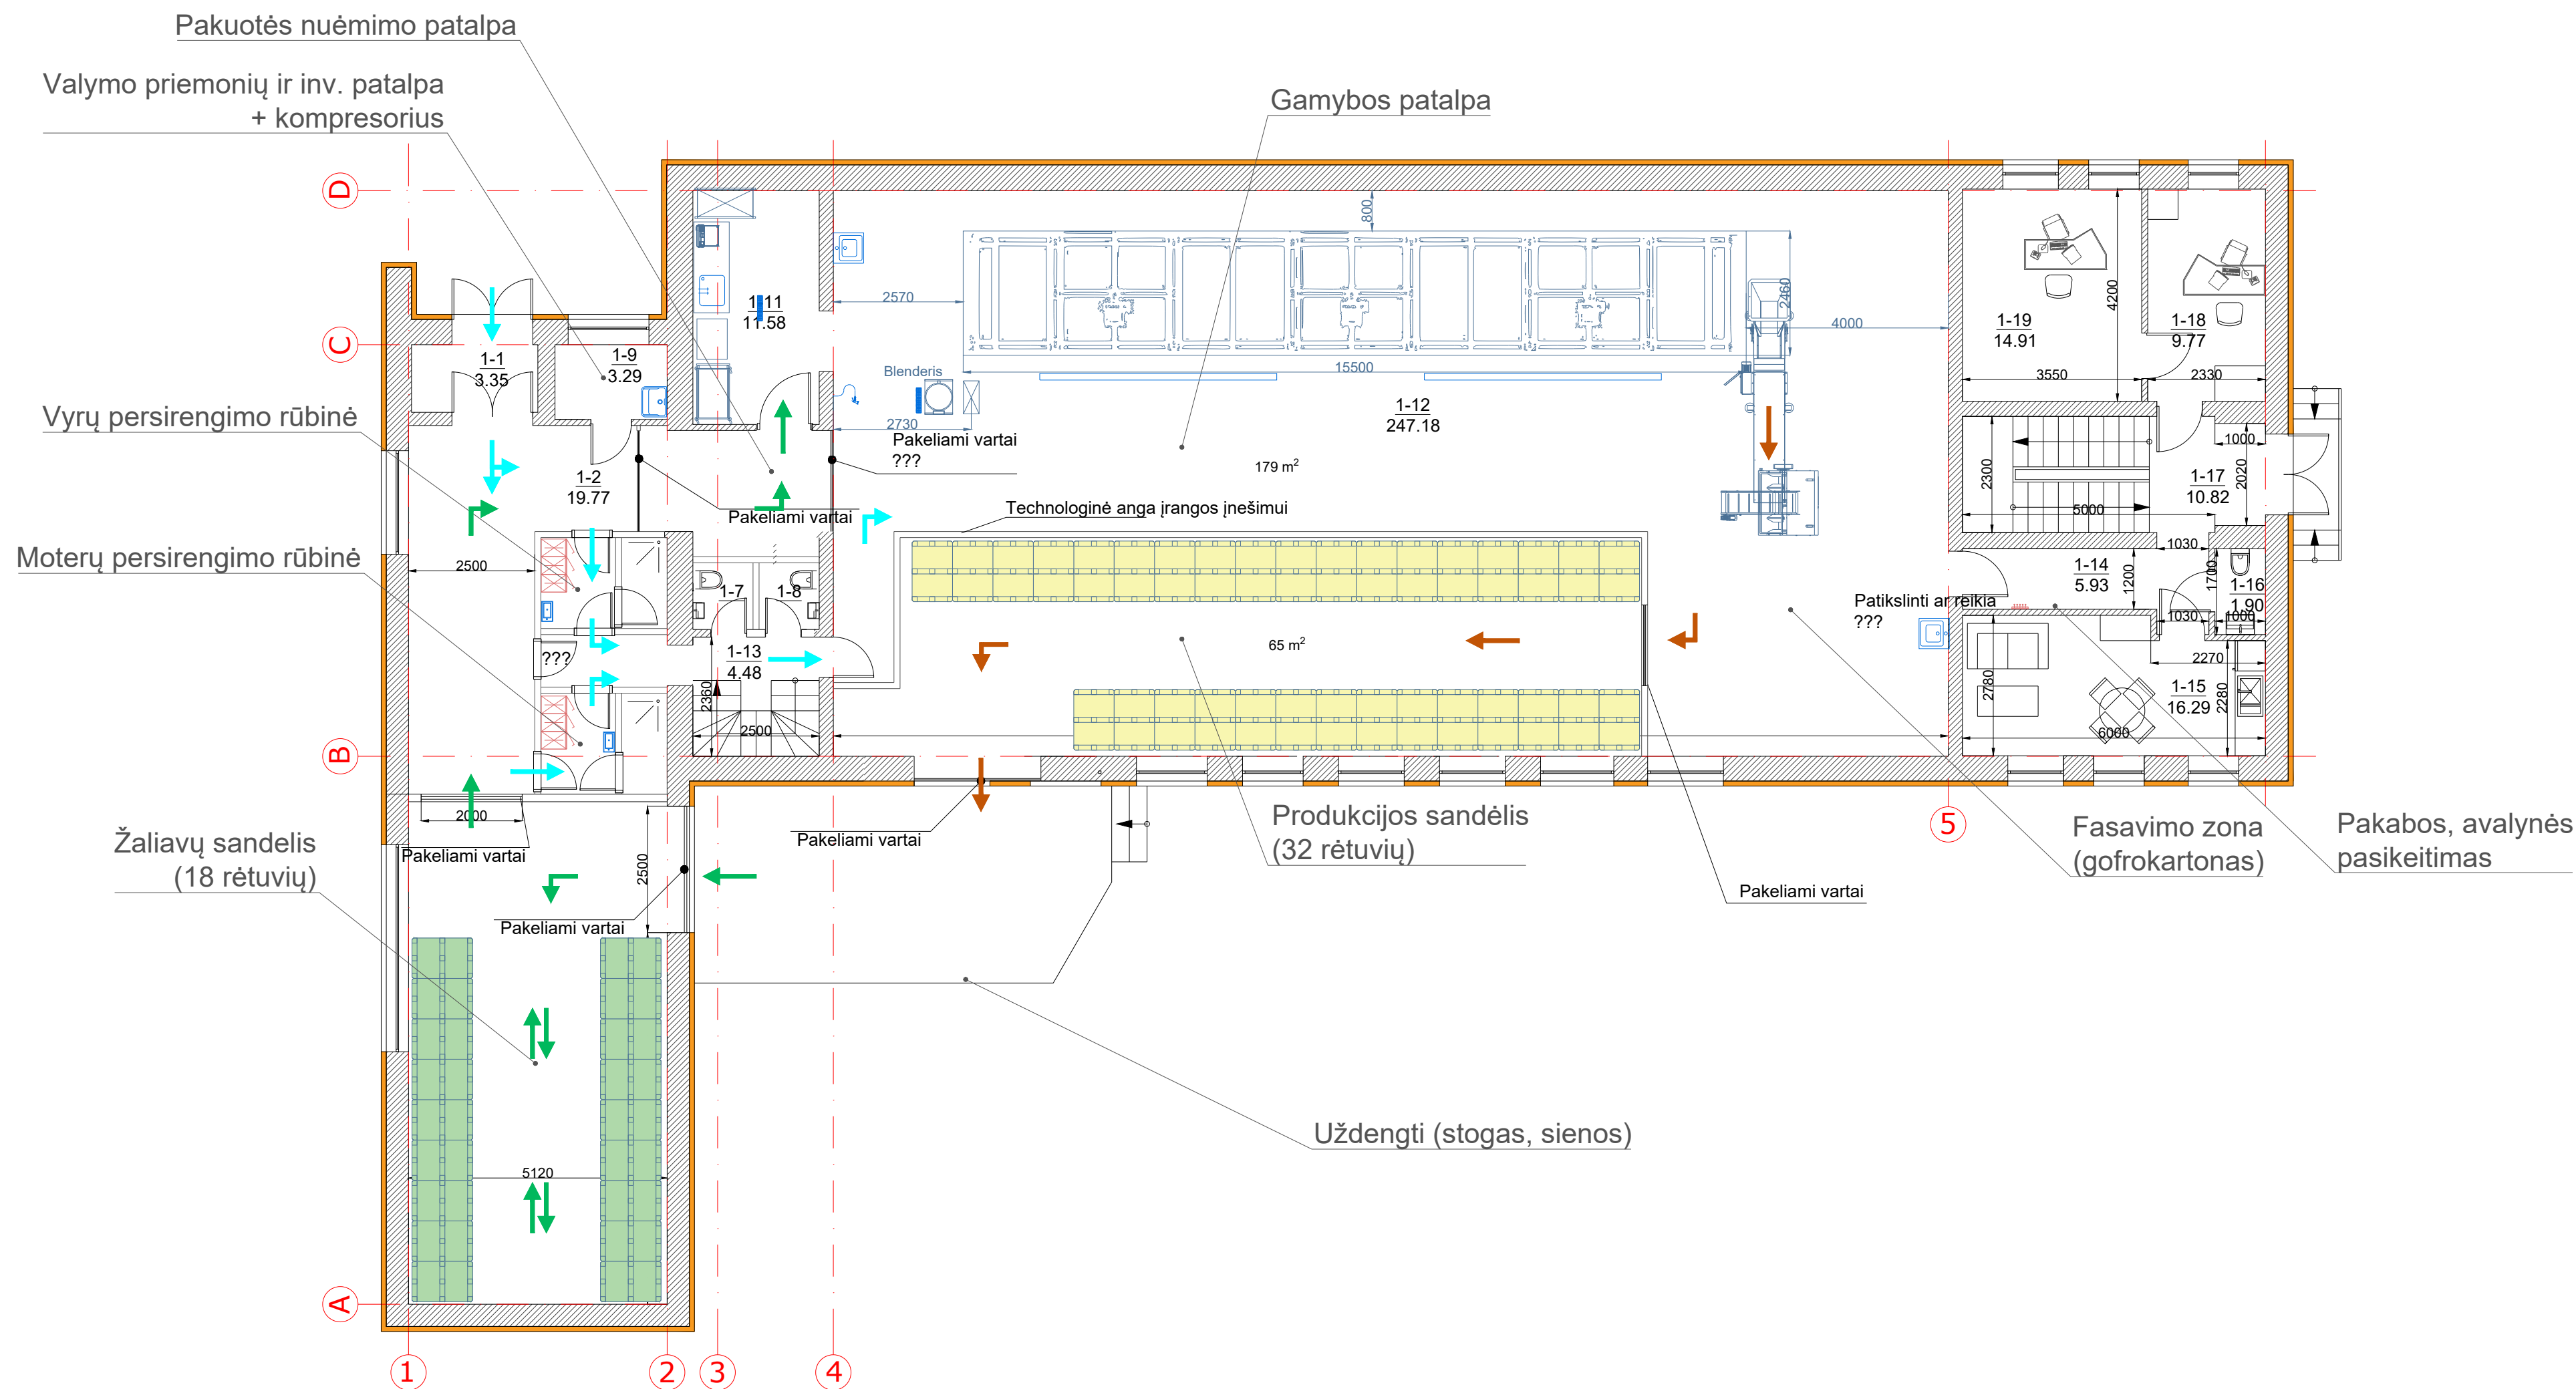 Pakuotės nuėmimo patalpa
Valymo priemonių ir inv. patalpa
+ kompresorius
Gamybos patalpa
D
800
1-11
11.58
2570
2460
4000
4200
1-19
14.91
1-18
9.77
C
1-1
3.35
1-9
3.29
Blenderis
15500
3550
2330
Vyrų persirengimo rūbinė
2730
1-12
247.18
Pakeliami vartai
???
1000
179 m²
2300
2020
1-17
10.82
1-2
19.77
Pakeliami vartai
Technologinė anga įrangos įnešimui
5000
Moterų persirengimo rūbinė
2500
1030
1-14
5.93
1200
1700
1-16
1.90
1-7
1-8
Patikslinti ar reikia
???
1030
1000
???
1-13
4.48
65 m²
2270
2360
2780
1-15
16.29
2280
B
2500
6000
2000
Pakeliami vartai
Pakeliami vartai
Žaliavų sandelis
(18 rėtuvių)
2500
Produkcijos sandėlis
(32 rėtuvių)
5
Fasavimo zona
(gofrokartonas)
Pakabos, avalynės
pasikeitimas
Pakeliami vartai
Pakeliami vartai
Uždengti (stogas, sienos)
5120
A
1
2
3
4